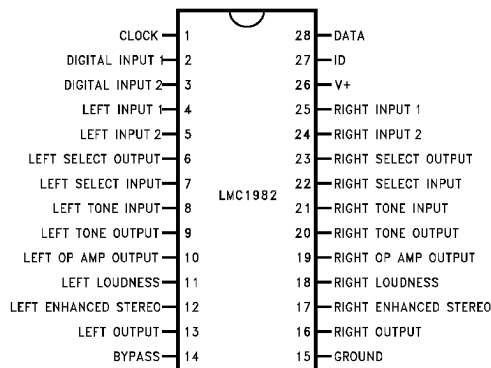 CLOCK 1 28 DATA
DIGITAL INPUT 1 2 27 ID
DIGITAL INPUT 2 3 26 V+
LEFT INPUT 1 4 25 RIGHT INPUT 1
LEFT INPUT 2 5 24 RIGHT INPUT 2
LEFT SELECT OUTPUT 6 23 RIGHT SELECT OUTPUT
LEFT SELECT INPUT 7 22 RIGHT SELECT INPUT
LMC1982
LEFT TONE INPUT 8 21 RIGHT TONE INPUT
LEFT TONE OUTPUT 9 20 RIGHT TONE OUTPUT
LEFT OP AMP OUTPUT 10 19 RIGHT OP AMP OUTPUT
LEFT LOUDNESS 11 18 RIGHT LOUDNESS
LEFT ENHANCED STEREO 12 17 RIGHT ENHANCED STEREO
LEFT OUTPUT 13 16 RIGHT OUTPUT
BYPASS 14 15 GROUND